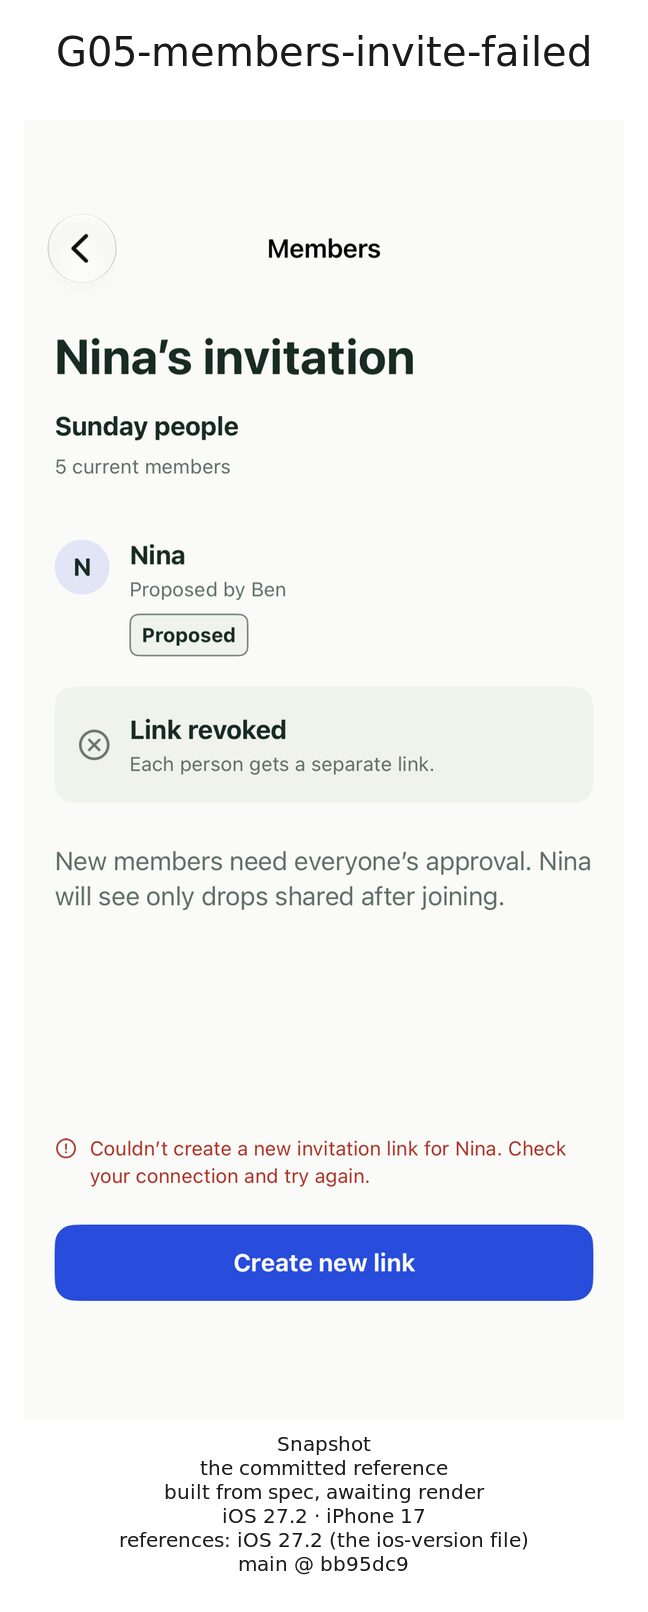 G05-members-invite-failed
Members
Nina’s invitation
Sunday people
5 current members
N
Nina
Proposed by Ben
Proposed
Link revoked
Each person gets a separate link.
New members need everyone’s approval. Nina
will see only drops shared after joining.
Couldn’t create a new invitation link for Nina. Check
your connection and try again.
Create new link
Snapshot
the committed reference
built from spec, awaiting render
iOS 27.2 · iPhone 17
references: iOS 27.2 (the ios-version file)
main @ bb95dc9